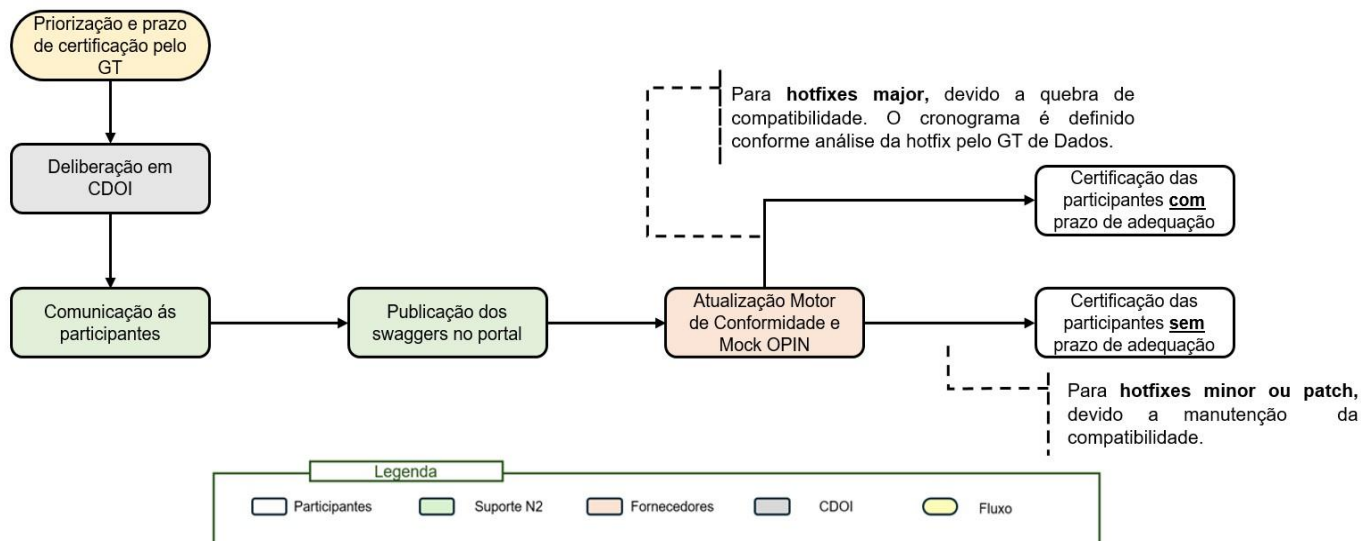 Priorização e prazo
de certificação pelo
GT
Para hotfixes major, devido a quebra de
compatibilidade. O cronograma é definido
conforme análise da hotfix pelo GT de Dados.
Deliberação em
CDOI
Certificação das
participantes com
prazo de adequação
Comunicação ás
participantes
Publicação dos
swaggers no portal
Atualização Motor
de Conformidade e
Mock OPIN
Certificação das
participantes sem
prazo de adequação
Para hotfixes minor ou patch,
devido a manutenção da
compatibilidade.
Legenda
Participantes
Suporte N2
Fornecedores
CDOI
Fluxo